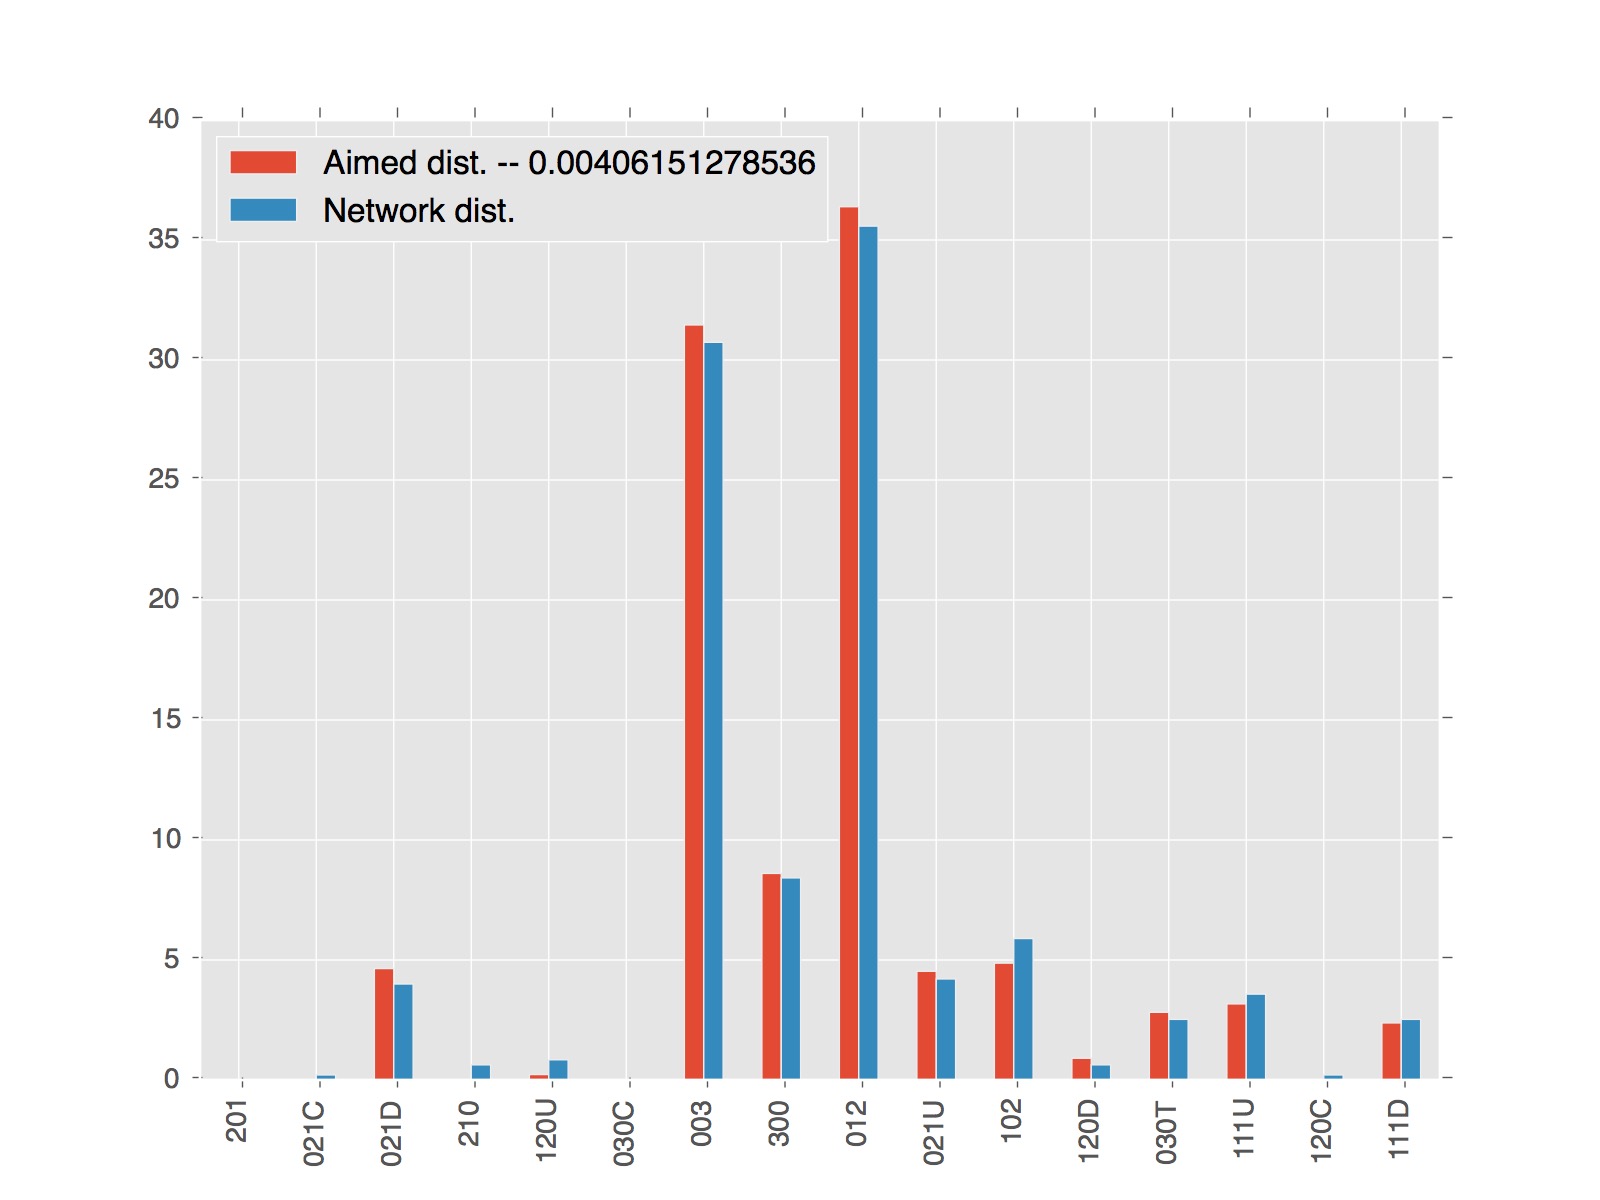 40
35
30
25
20
15
10
5
0
Aimed dist. -- 0.00406151278536
Network dist.
201
021C
021D
210
120U
030C
003
300
012
021U
102
120D
030T
111U
120C
111D